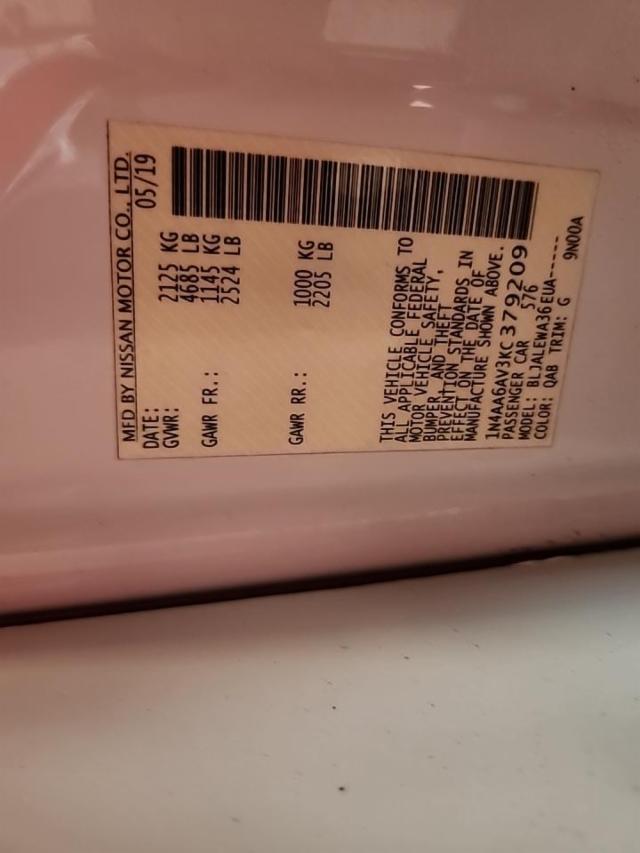 MFD BY NISSAN MOTOR CO., LTD.
DATE: 05/19
GVWR: 2125 KG
4685 LB
GAWR FR.: 1145 KG
2524 LB
GAWR RR.: 1000 KG
2205 LB
THIS VEHICLE CONFORMS TO
ALL APPLICABLE FEDERAL
MOTOR VEHICLE SAFETY,
BUMPER, AND THEFT
PREVENTION STANDARDS IN
EFFECT ON THE DATE OF
MANUFACTURE SHOWN ABOVE.
1N4AA6AV3KC379209
PASSENGER CAR 576
MODEL: BLJALEWA36EUA-----
COLOR: QAB TRIM: G 9N00A